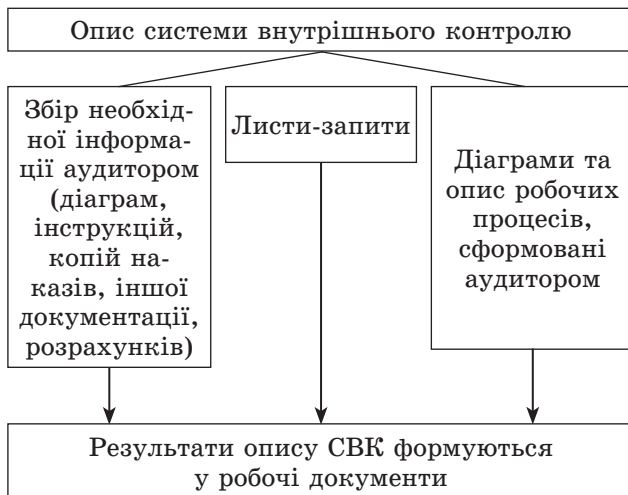 Опис системи внутрішнього контролю
Збір необхід-
ної інформа-
ції аудитором
(діаграм,
інструкцій,
копій на-
казів, іншої
документації,
розрахунків)
Листи-запити
Діаграми та
опис робочих
процесів,
сформовані
аудитором
Результати опису СВК формуються
у робочі документи